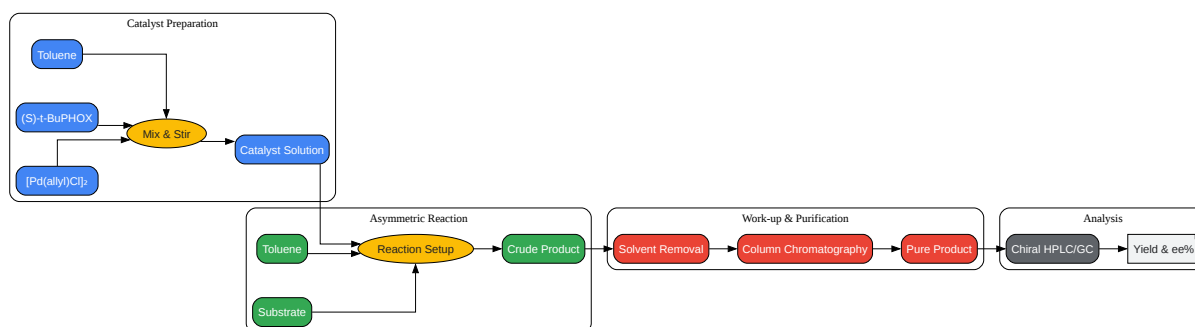 Catalyst Preparation
Toluene
(S)-t-BuPHOX
Mix & Stir
Catalyst Solution
[Pd(allyl)Cl]₂
Asymmetric Reaction
Toluene
Reaction Setup
Crude Product
Substrate
Work-up & Purification
Solvent Removal
Column Chromatography
Pure Product
Analysis
Chiral HPLC/GC
Yield & ee%